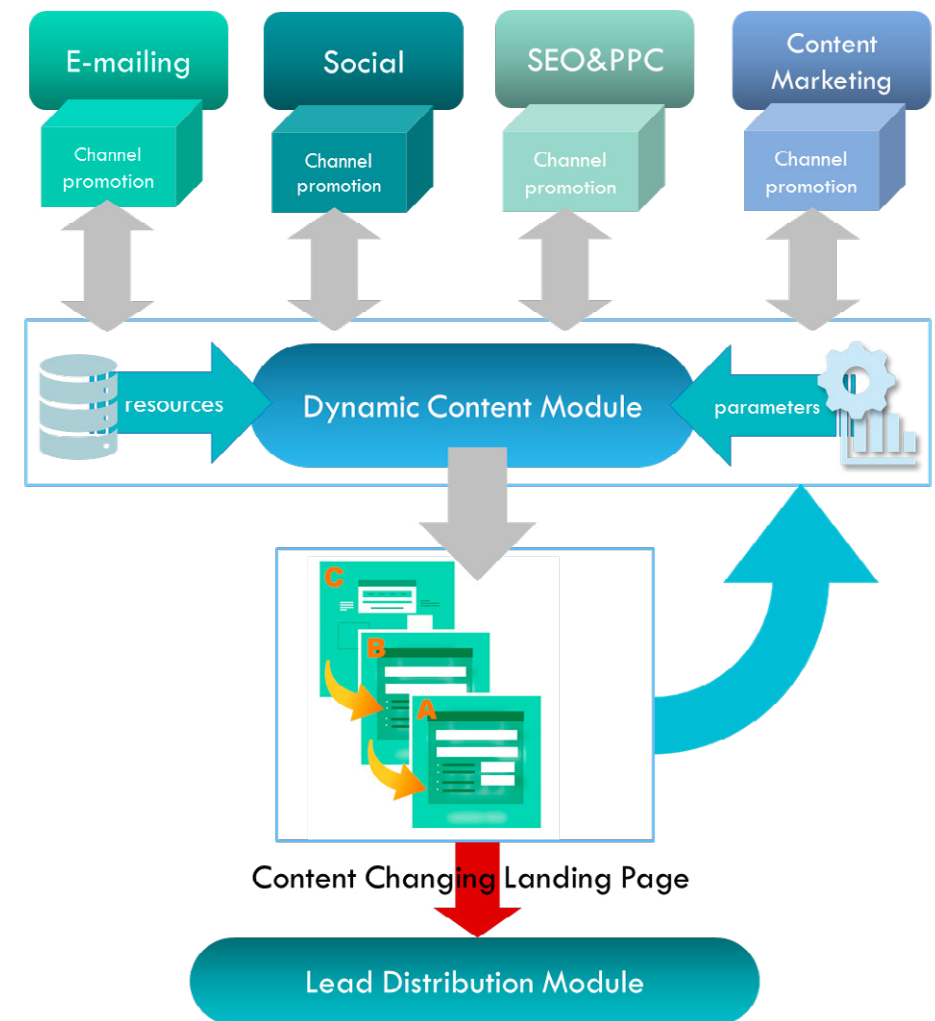 E-mailing
Social
SEO&PPC
Content
Marketing
Channel
promotion
Channel
promotion
Channel
promotion
Channel
promotion
resources
Dynamic Content Module
parameters
C
B
A
Content Changing Landing Page
Lead Distribution Module